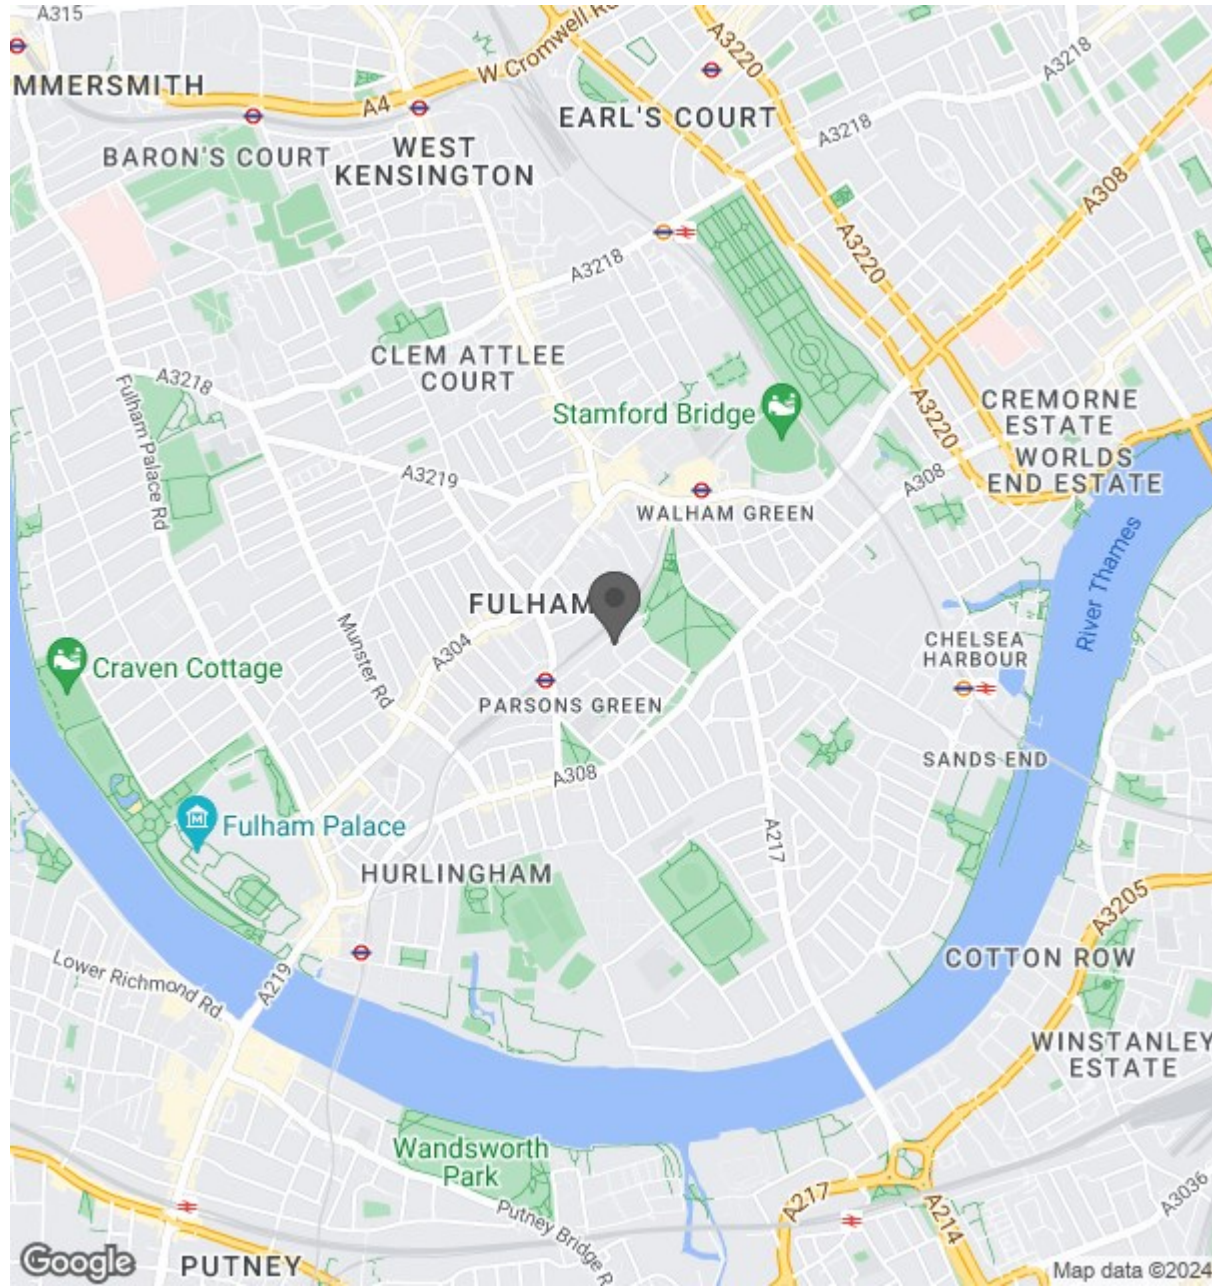 A315
A3220
W Cromwell Rd
A3218
MMERSMITH
A4
EARL'S COURT
A3218
BARON'S COURT
WEST
KENSINGTON
A308
A3220
A3218
CLEM ATTLEE
COURT
A3218
Fulham Palace Rd
Stamford Bridge
A3220
CREMORNE
ESTATE
WORLDS
END ESTATE
A3219
A308
WALHAM GREEN
River Thames
FULHAM
Munster Rd
A304
CHELSEA
HARBOUR
Craven Cottage
PARSONS GREEN
A308
SANDS END
Fulham Palace
A217
HURLINGHAM
A3205
COTTON ROW
Lower Richmond Rd.
A219
WINSTANLEY
ESTATE
Wandsworth
Park
Putney Bridge R
A217
A214
A3036
PUTNEY
Google
Map data ©2024